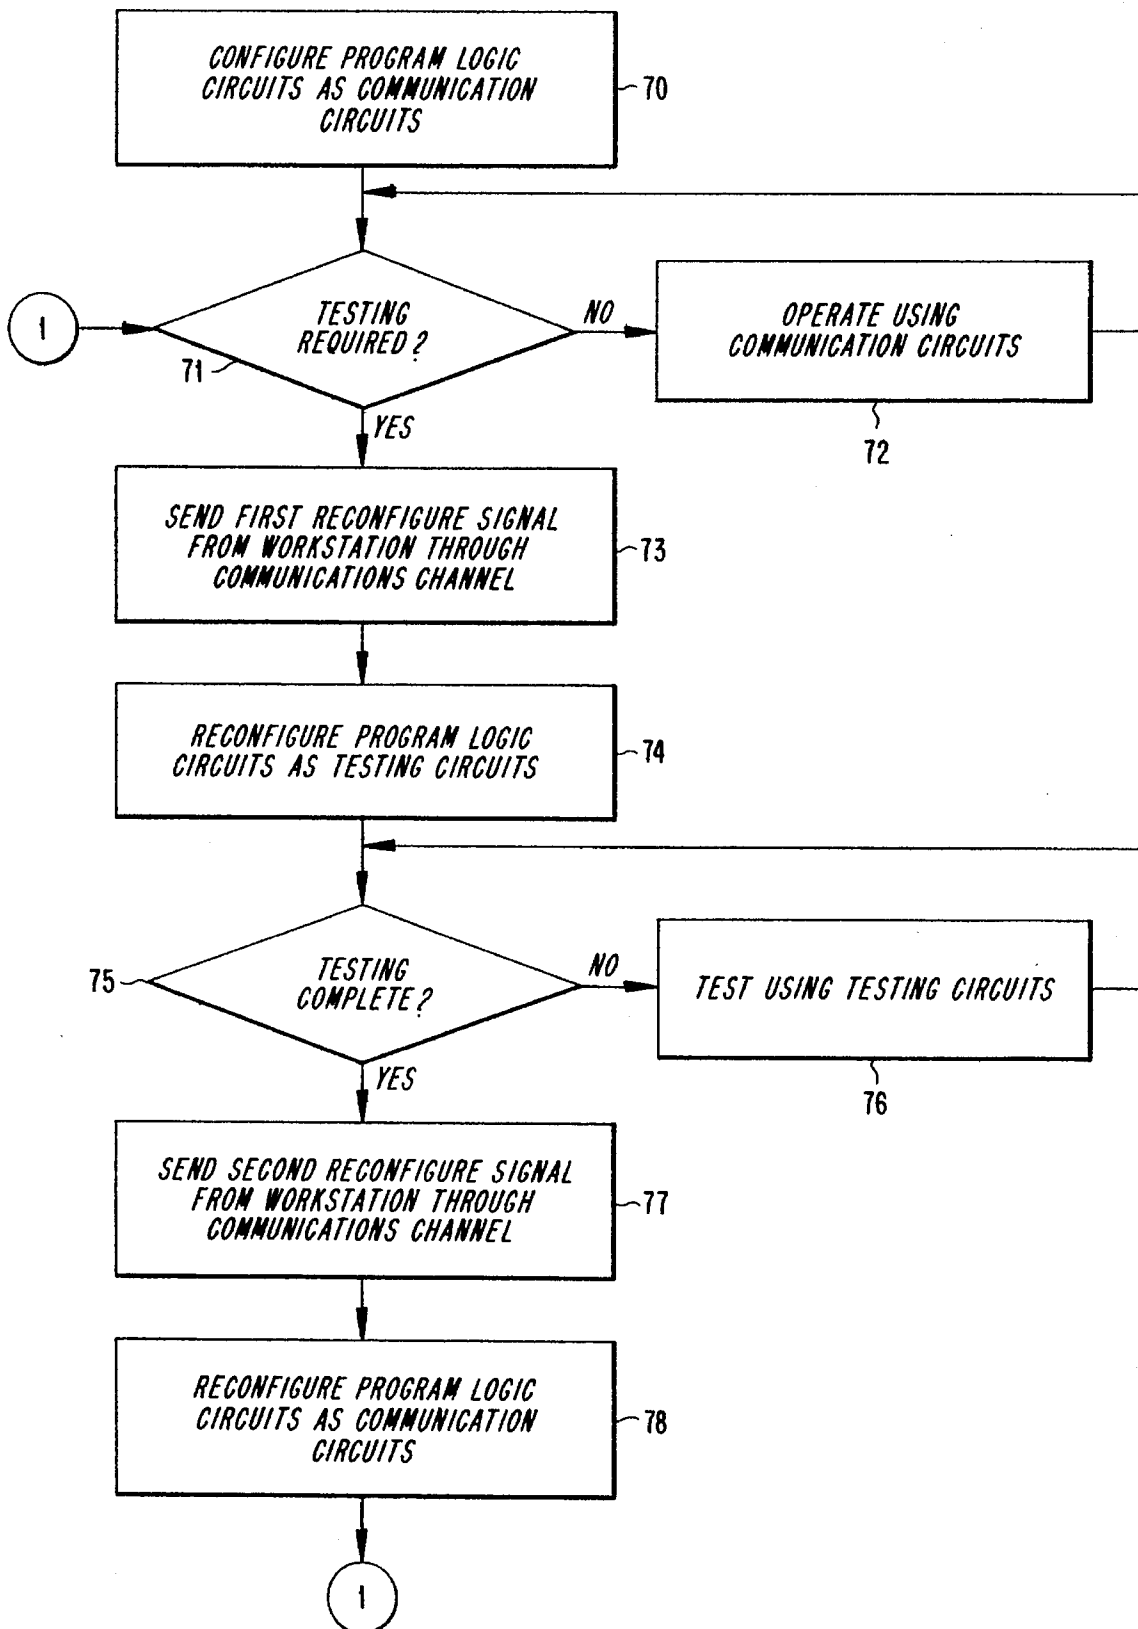 CONFIGURE PROGRAM LOGIC
CIRCUITS AS COMMUNICATION
CIRCUITS
70
1
TESTING
REQUIRED?
71
NO
OPERATE USING
COMMUNICATION CIRCUITS
72
YES
SEND FIRST RECONFIGURE SIGNAL
FROM WORKSTATION THROUGH
COMMUNICATIONS CHANNEL
73
RECONFIGURE PROGRAM LOGIC
CIRCUITS AS TESTING CIRCUITS
74
75
TESTING
COMPLETE?
NO
TEST USING TESTING CIRCUITS
76
YES
SEND SECOND RECONFIGURE SIGNAL
FROM WORKSTATION THROUGH
COMMUNICATIONS CHANNEL
77
RECONFIGURE PROGRAM LOGIC
CIRCUITS AS COMMUNICATION
CIRCUITS
78
1